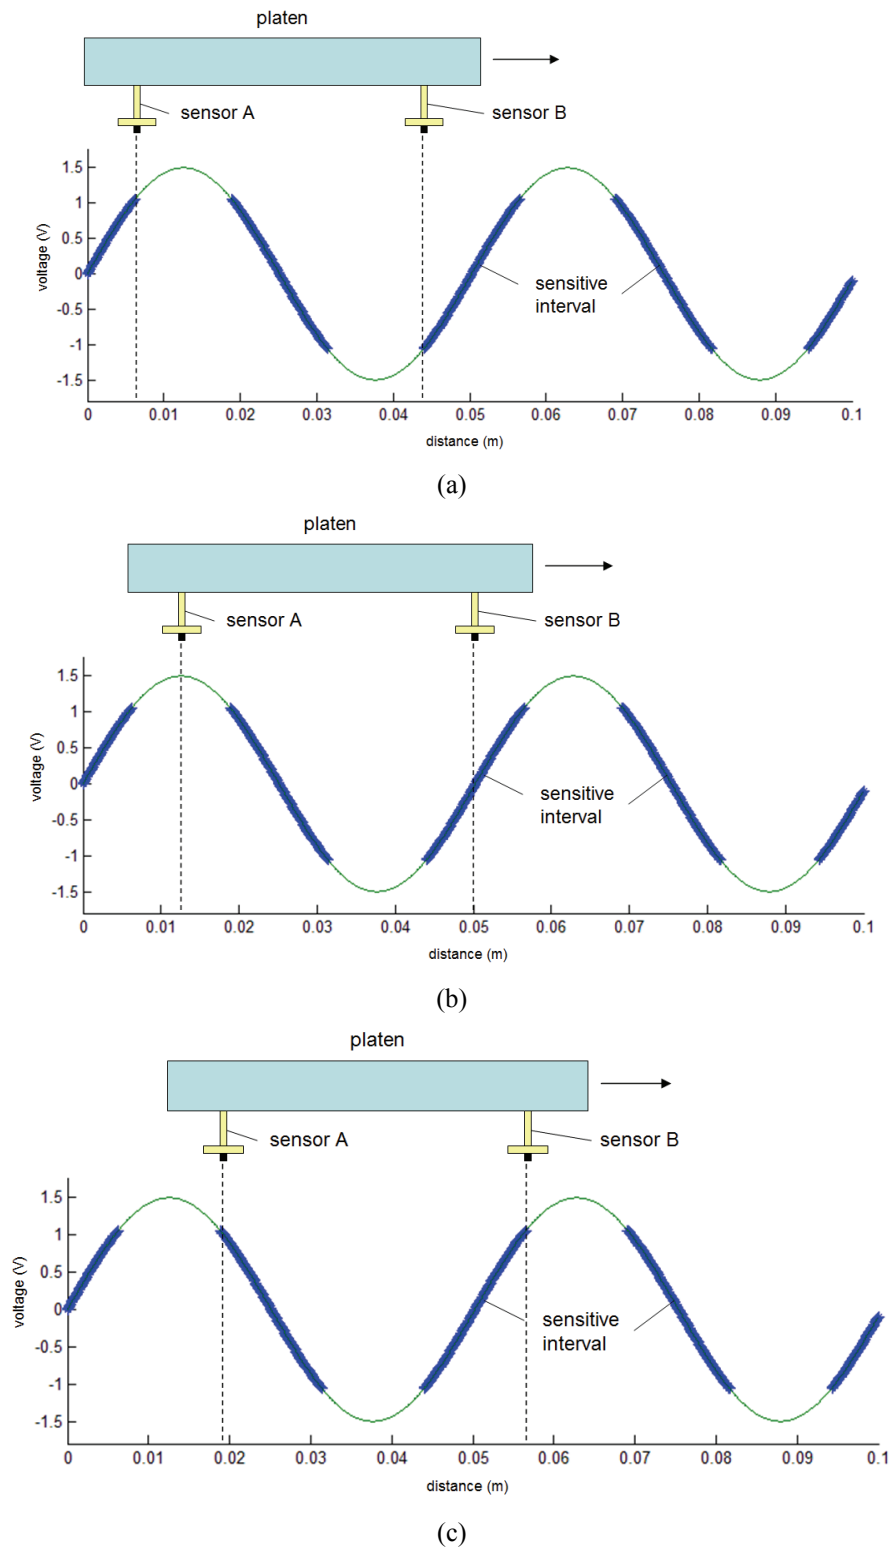 platen
sensor A
sensor B
voltage (V)
1.5
1
0.5
0
-0.5
-1
-1.5
sensitive
interval
0 0.01 0.02 0.03 0.04 0.05 0.06 0.07 0.08 0.09 0.1
distance (m)
(a)
platen
sensor A
sensor B
voltage (V)
1.5
1
0.5
0
-0.5
-1
-1.5
sensitive
interval
0 0.01 0.02 0.03 0.04 0.05 0.06 0.07 0.08 0.09 0.1
distance (m)
(b)
platen
sensor A
sensor B
voltage (V)
1.5
1
0.5
0
-0.5
-1
-1.5
sensitive
interval
0 0.01 0.02 0.03 0.04 0.05 0.06 0.07 0.08 0.09 0.1
distance (m)
(c)